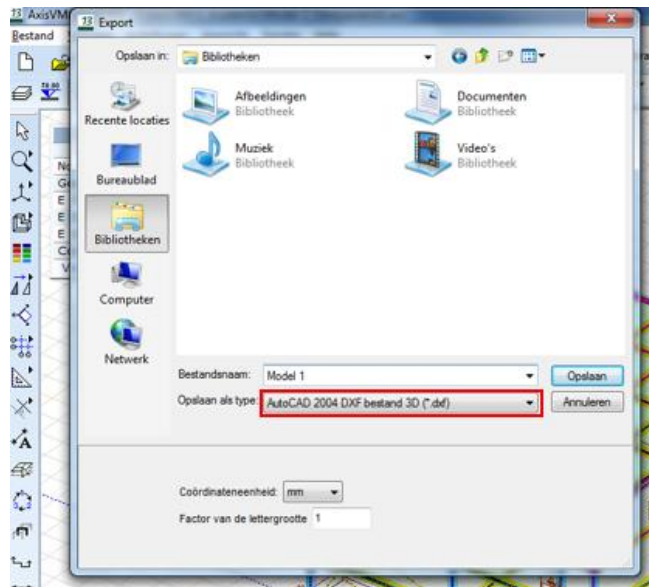 13 AxisVM
13 Export
Bestand
Opslaan in:
Bibliotheken
Recente locaties
Bureaublad
Bibliotheken
Computer
Netwerk
Afbeeldingen
Bibliotheek
Documenten
Bibliotheek
Muziek
Bibliotheek
Video's
Bibliotheek
Bestandsnaam: Model 1
Opslaan
Opslaan als type: AutoCAD 2004 DXF bestand 3D (*.dxf)
Annuleren
Coördinateneenheid: mm
Factor van de lettergrootte 1